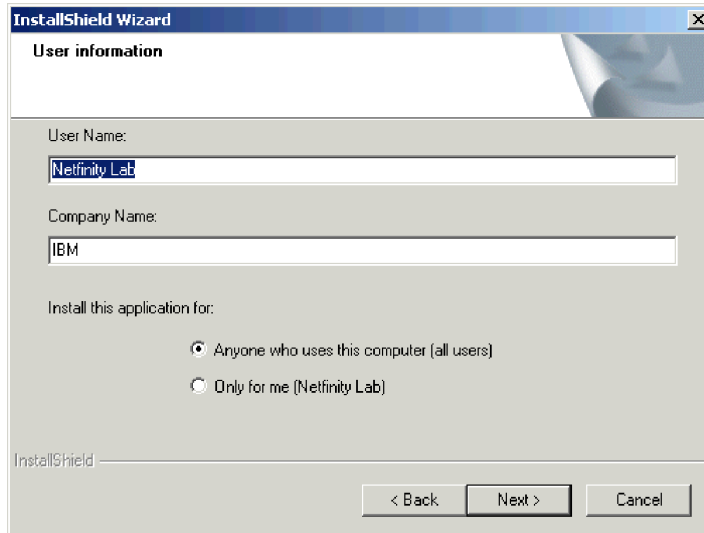 InstallShield Wizard
User information
User Name:
Netfinity Lab
Company Name:
IBM
Install this application for:
Anyone who uses this computer (all users)
Only for me (Netfinity Lab)
InstallShield
< Back Next > Cancel